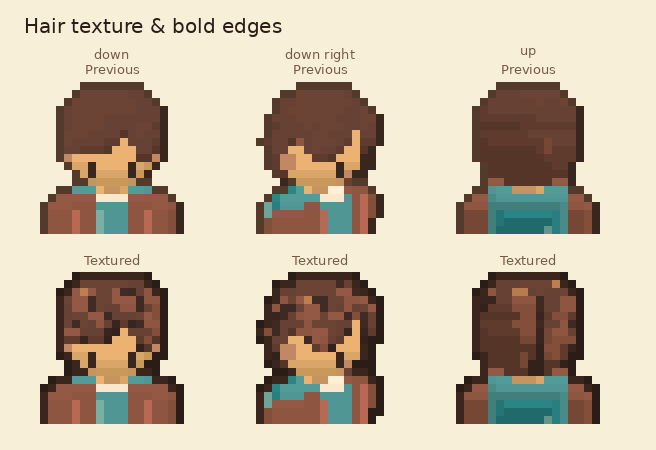 Hair texture & bold edges
down
Previous
down right
Previous
up
Previous
Textured
Textured
Textured